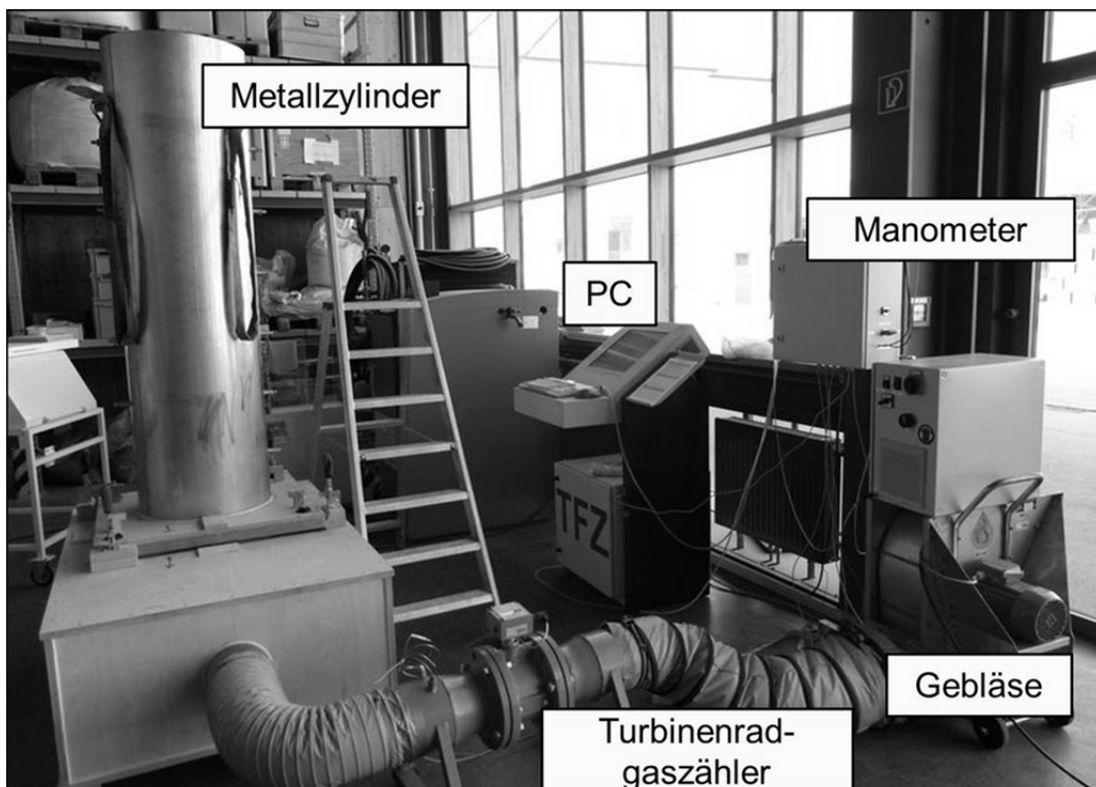 Metallzylinder
Manometer
PC
TFZ
Gebläse
Turbinenrad-
gaszähler